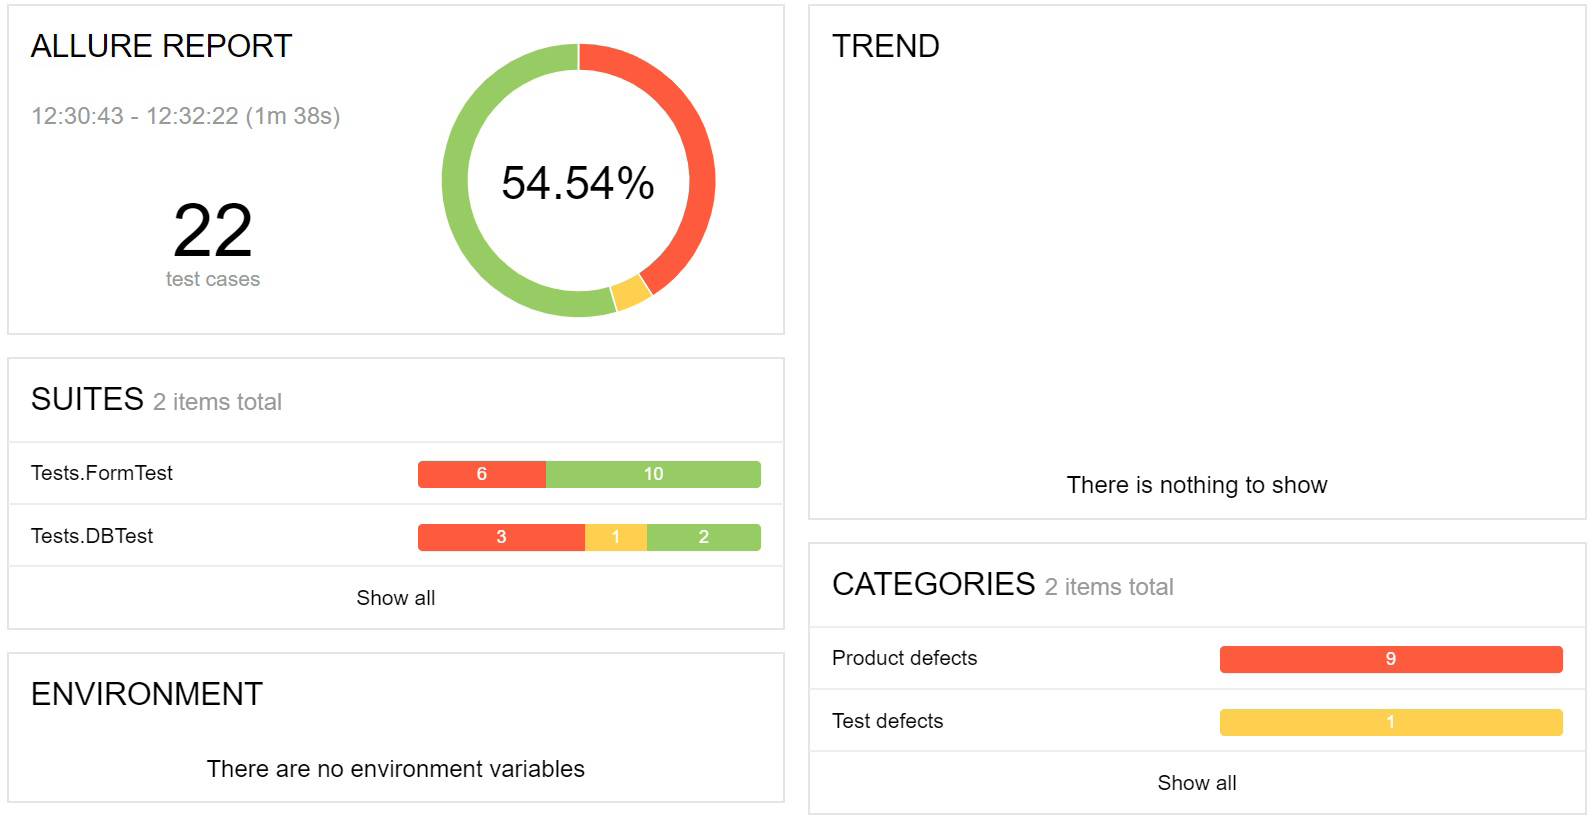 ALLURE REPORT
12:30:43 - 12:32:22 (1m 38s)
22
test cases
54.54%
SUITES 2 items total
Tests.FormTest 6 10
Tests.DBTest 3 1 2
Show all
ENVIRONMENT
There are no environment variables
TREND
There is nothing to show
CATEGORIES 2 items total
Product defects 9
Test defects 1
Show all